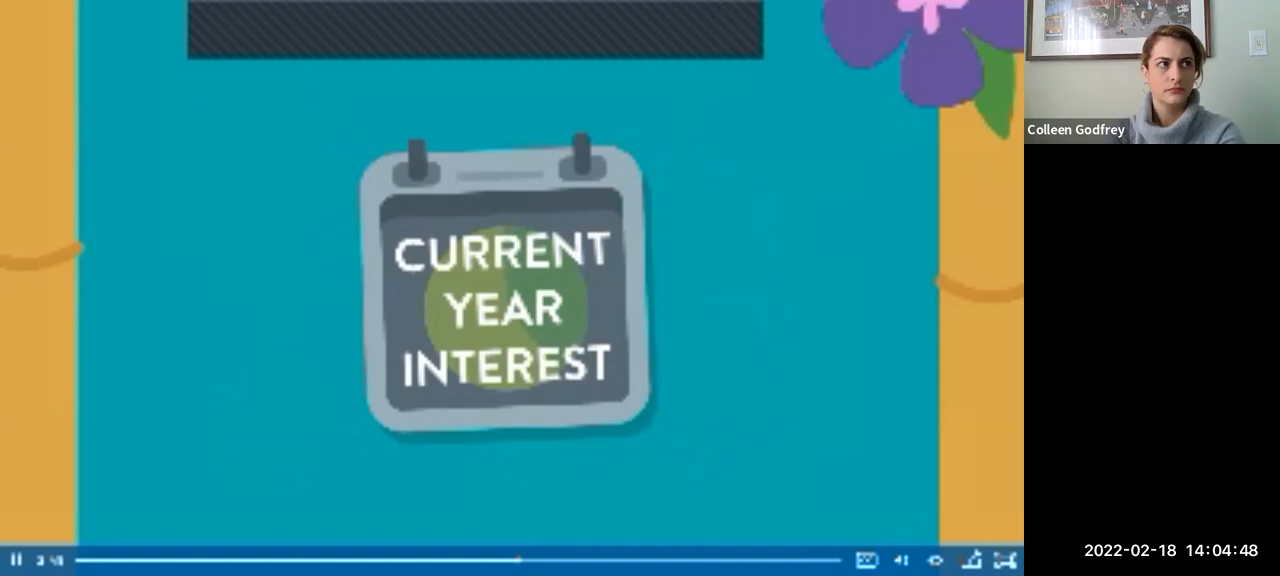 CURRENT
YEAR
INTEREST
Colleen Godfrey
2022-02-18 14:04:48